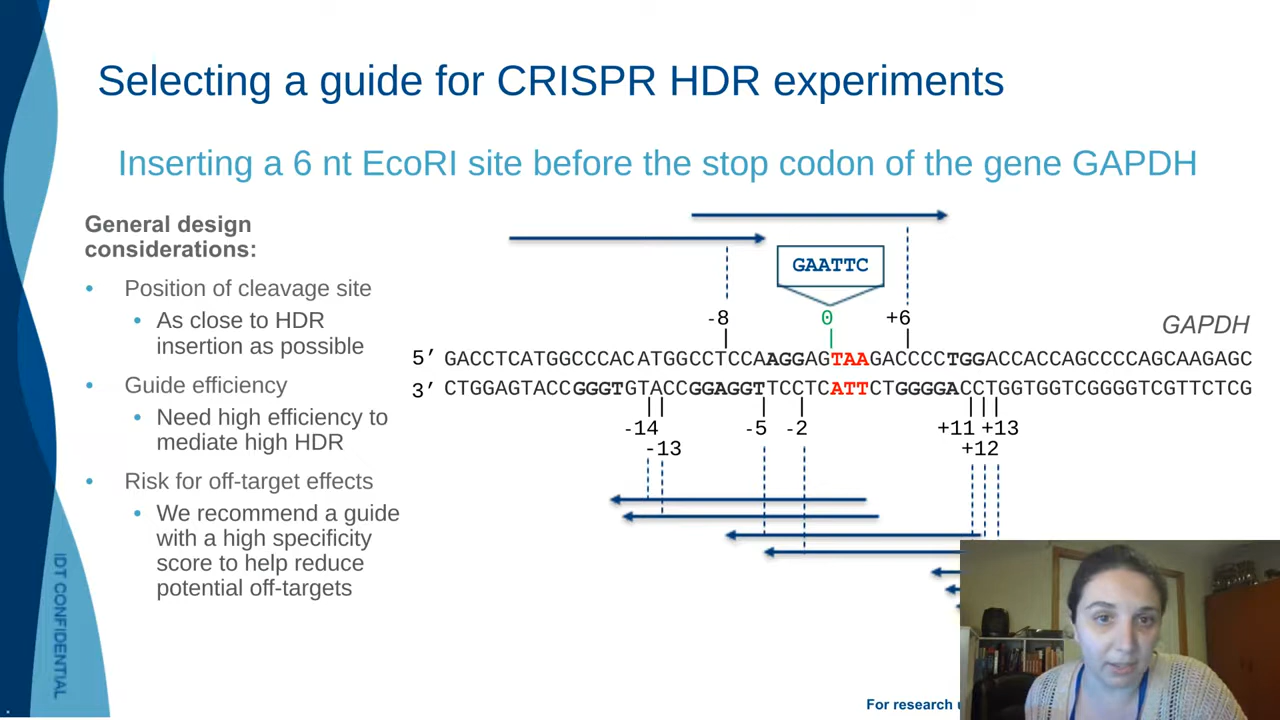 Selecting a guide for CRISPR HDR experiments
Inserting a 6 nt EcoRI site before the stop codon of the gene GAPDH
General design
considerations:
• Position of cleavage site
• As close to HDR
insertion as possible
• Guide efficiency
• Need high efficiency to
mediate high HDR
• Risk for off-target effects
• We recommend a guide
with a high specificity
score to help reduce
potential off-targets
GAATTC
-8 0 +6
GAPDH
5’ GACCTCATGGCCCACATGGCCTCCAAGGAGTAAGACCCCTGGACCACCAGCCCCAGCAAGAGC
3’ CTGGAGTACCGGGTGTACCGGAGGTTCCTCATTCTGGGGACCTGGTGGTCGGGGTCGTTCTCG
-14 -5 -2 +11 +13
-13 +12
IDT CONFIDENTIAL
For research